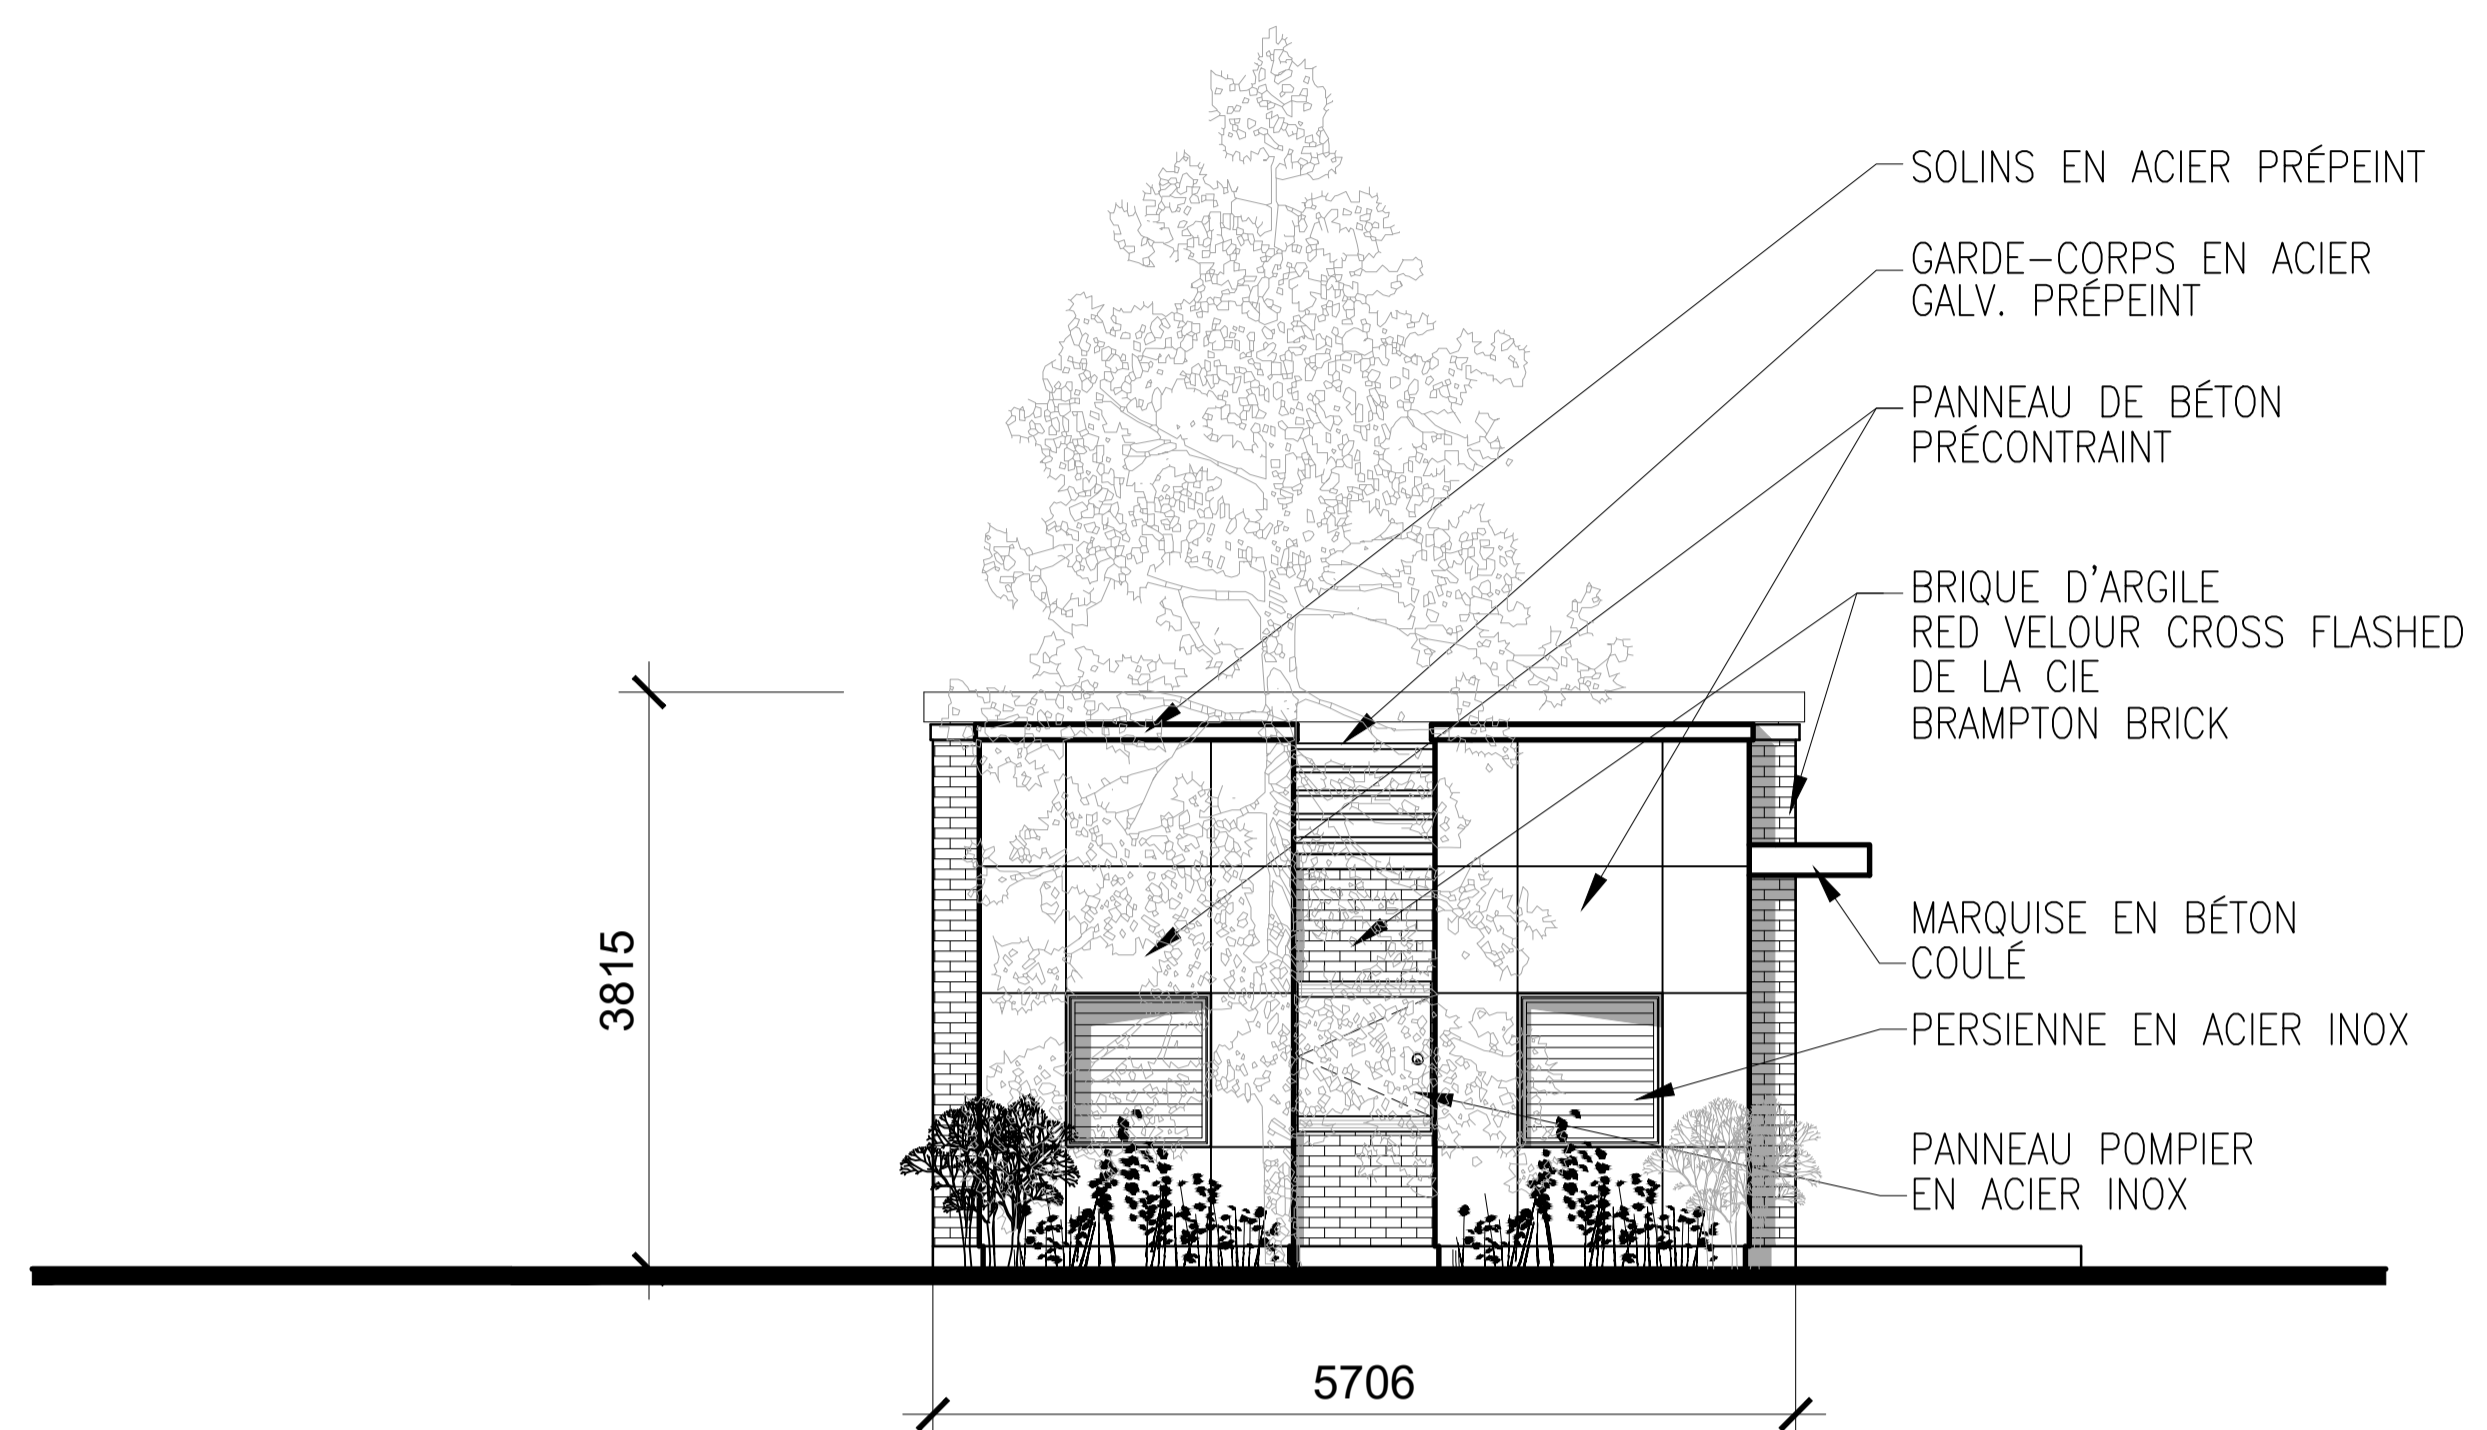 SOLINS EN ACIER PRÉPEINT
GARDE-CORPS EN ACIER
GALV. PRÉPEINT
PANNEAU DE BÉTON
PRÉCONTRAINT
BRIQUE D'ARGILE
RED VELOUR CROSS FLASHED
DE LA CIE
BRAMPTON BRICK
MARQUISE EN BÉTON
COULÉ
PERSIENNE EN ACIER INOX
PANNEAU POMPIER
EN ACIER INOX
3815
5706